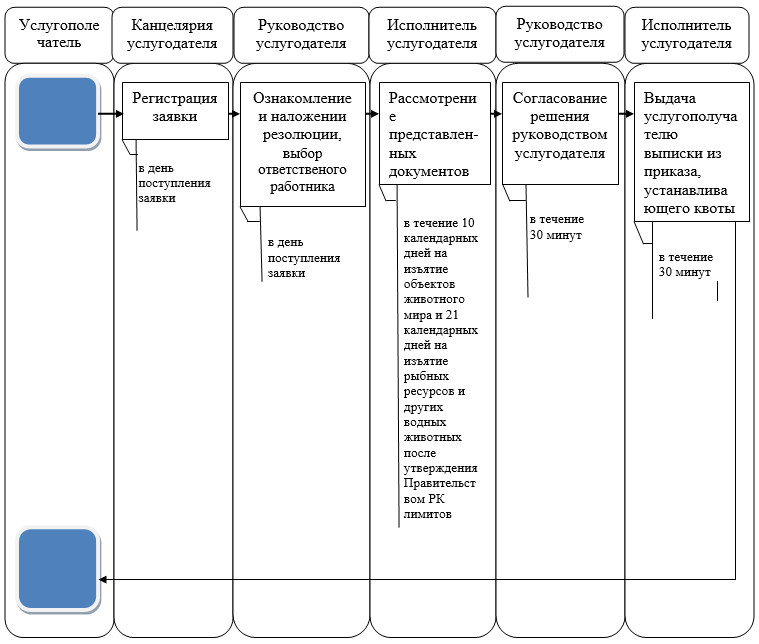 Услугополе
чатель
Канцелярия
услугодателя
Руководство
услугодателя
Исполнитель
услугодателя
Руководство
услугодателя
Исполнитель
услугодателя
Регистрация
заявки
в день
поступления
заявки
Ознакомление
и наложении
резолюции,
выбор
ответственого
работника
в день
поступления
заявки
Рассмотрени
е
представлен-
ных
документов
в течение 10
календарных
дней на
изъятие
объектов
животного
мира и 21
календарных
дней на
изъятие
рыбных
ресурсов и
других
водных
животных
после
утверждения
Правительст
вом РК
лимитов
Согласование
решения
руководством
услугодателя
в течение
30 минут
Выдача
услугополуча
телю
выписки из
приказа,
устанавлива
ющего квоты
в течение
30 минут